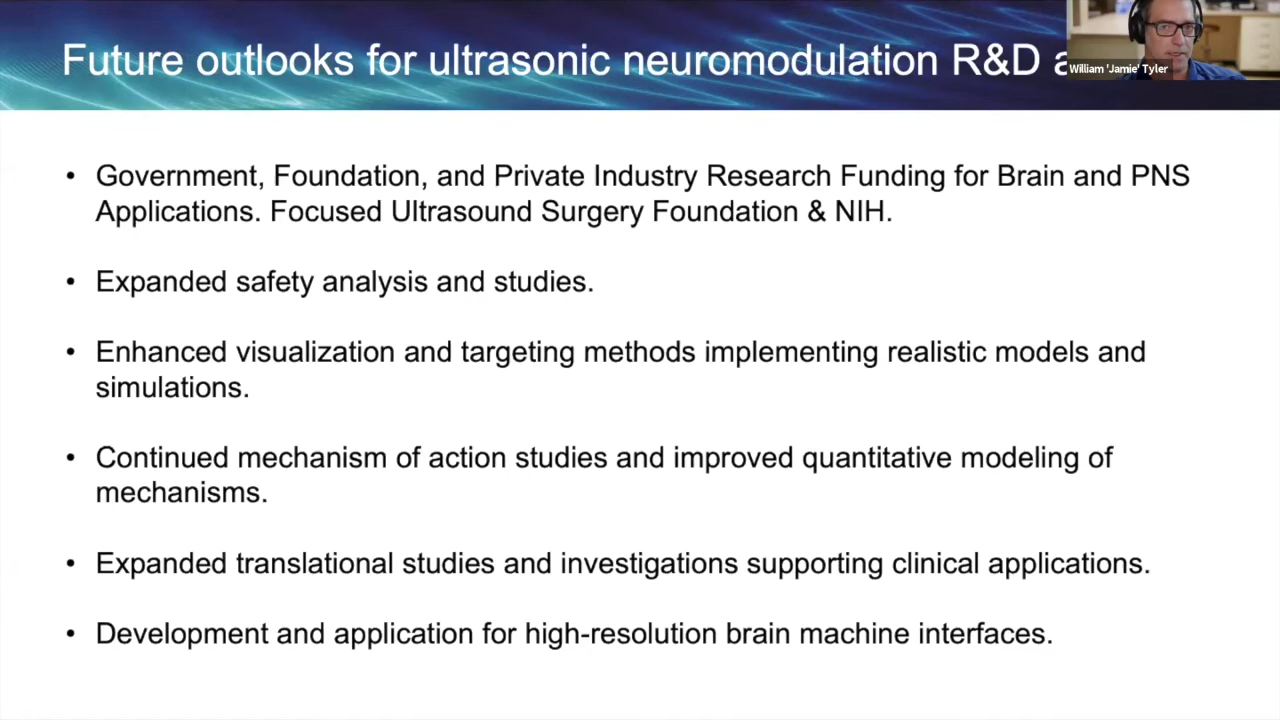 Future outlooks for ultrasonic neuromodulation R&D
William 'Jamie' Tyler
• Government, Foundation, and Private Industry Research Funding for Brain and PNS
Applications. Focused Ultrasound Surgery Foundation & NIH.
• Expanded safety analysis and studies.
• Enhanced visualization and targeting methods implementing realistic models and
simulations.
• Continued mechanism of action studies and improved quantitative modeling of
mechanisms.
• Expanded translational studies and investigations supporting clinical applications.
• Development and application for high-resolution brain machine interfaces.